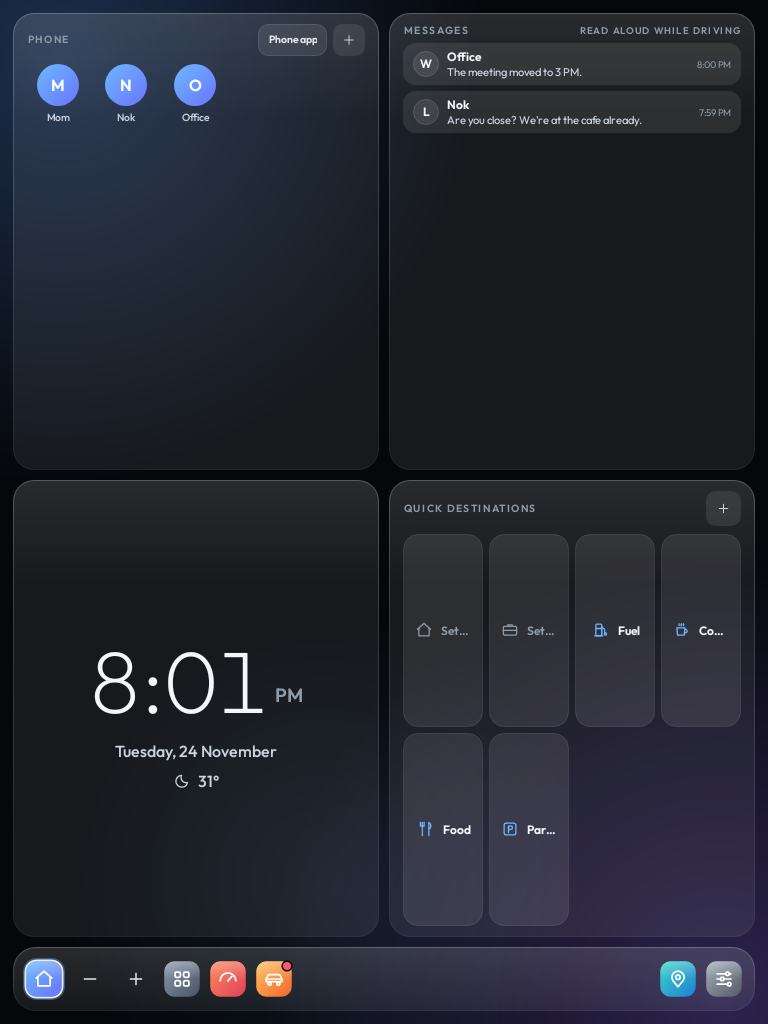 PHONE
Phone app
M
N
O
Mom
Nok
Office
MESSAGES
READ ALOUD WHILE DRIVING
W
Office
The meeting moved to 3 PM.
8:00 PM
L
Nok
Are you close? We're at the cafe already.
7:59 PM
8:01 PM
Tuesday, 24 November
31°
QUICK DESTINATIONS
Set...
Set...
Fuel
Co...
Food
P
Par...